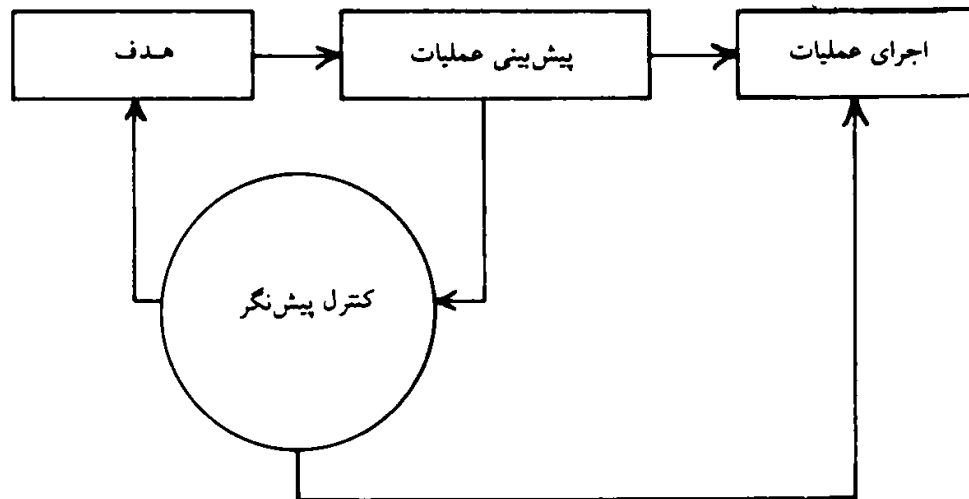 هدف
پیش‌بینی عملیات
اجرای عملیات
کنترل پیش‌نگر